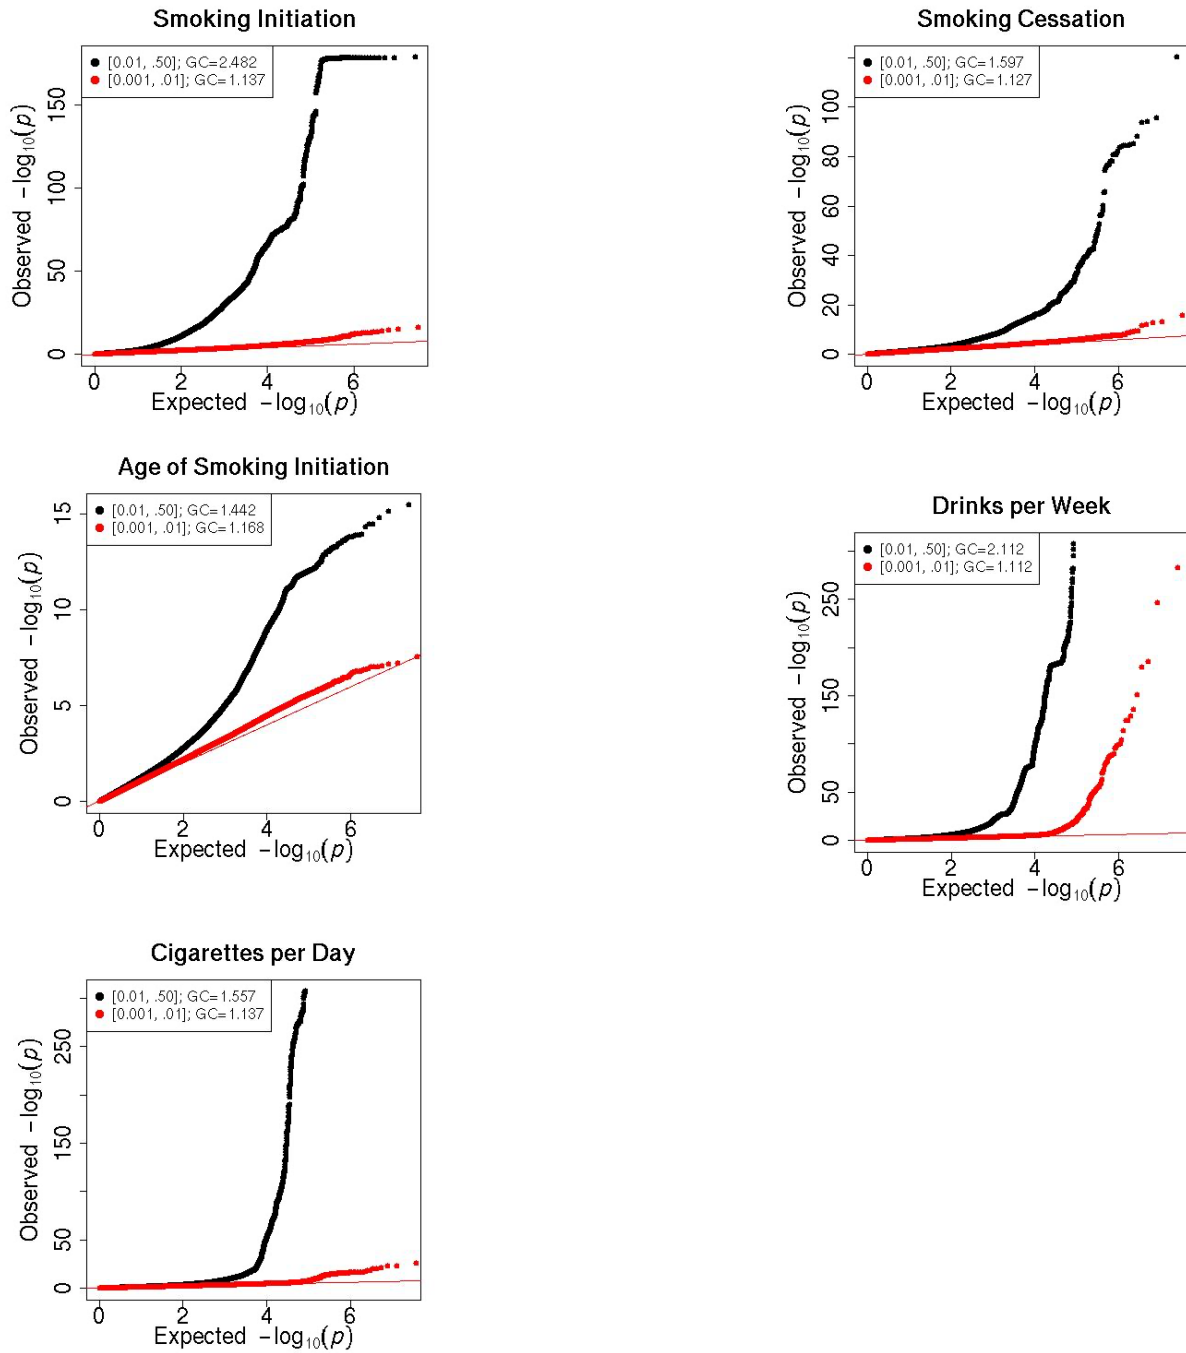 Smoking Initiation
[0.01, .50]; GC=2.482
[0.001, .01]; GC=1.137
Observed −log₁₀(p)
0 50 100 150
0 2 4 6
Expected −log₁₀(p)
Smoking Cessation
[0.01, .50]; GC=1.597
[0.001, .01]; GC=1.127
Observed −log₁₀(p)
0 20 40 60 80 100
0 2 4 6
Expected −log₁₀(p)
Age of Smoking Initiation
[0.01, .50]; GC=1.442
[0.001, .01]; GC=1.168
Observed −log₁₀(p)
0 5 10 15
0 2 4 6
Expected −log₁₀(p)
Drinks per Week
[0.01, .50]; GC=2.112
[0.001, .01]; GC=1.112
Observed −log₁₀(p)
0 50 150 250
0 2 4 6
Expected −log₁₀(p)
Cigarettes per Day
[0.01, .50]; GC=1.557
[0.001, .01]; GC=1.137
Observed −log₁₀(p)
0 50 150 250
0 2 4 6
Expected −log₁₀(p)